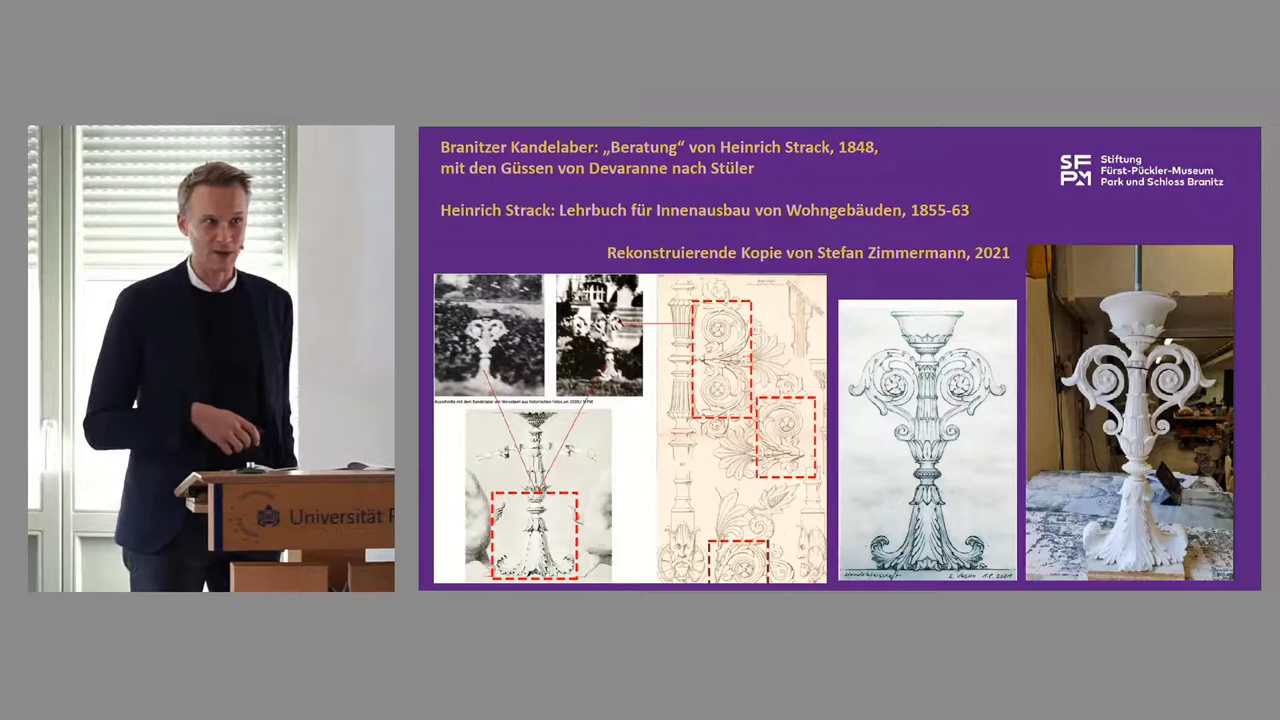 Branitzer Kandelaber: „Beratung“ von Heinrich Strack, 1848,
mit den Güssen von Devaranne nach Stüler
SF
PM
Stiftung
Fürst-Pückler-Museum
Park und Schloss Branitz
Heinrich Strack: Lehrbuch für Innenausbau von Wohngebäuden, 1855-63
Rekonstruierende Kopie von Stefan Zimmermann, 2021
Universität